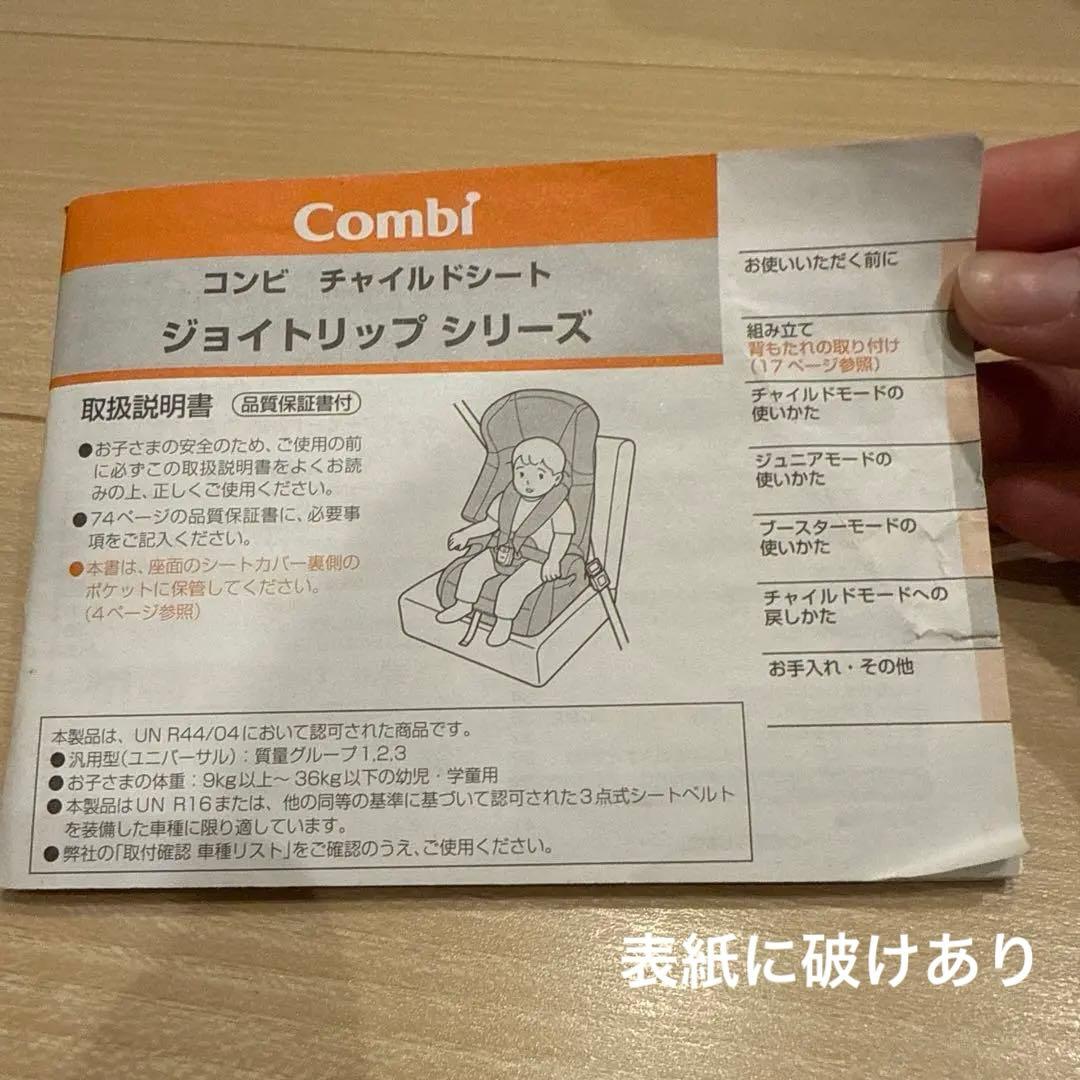 Combi
コンビ チャイルドシート
ジョイトリップ シリーズ
取扱説明書 品質保証書付
●お子さまの安全のため、ご使用の前
に必ずこの取扱説明書をよくお読
みの上、正しくご使用ください。
●74ページの品質保証書に、必要事
項をご記入ください。
●本書は、座面のシートカバー裏側の
ポケットに保管してください。
(4ページ参照)
お使いいただく前に
組み立て
背もたれの取り付け
(17ページ参照)
チャイルドモードの
使いかた
ジュニアモードの
使いかた
ブースターモードの
使いかた
チャイルドモードへの
戻しかた
お手入れ・その他
本製品は、UN R44/04において認可された商品です。
●汎用型(ユニバーサル):質量グループ1,2,3
●お子さまの体重:9kg以上~36kg以下の幼児・学童用
●本製品はUN R16または、他の同等の基準に基づいて認可された3点式シートベルト
を装備した車種に限り適しています。
●弊社の「取付確認 車種リスト」をご確認のうえ、ご使用ください。
表紙に破けあり